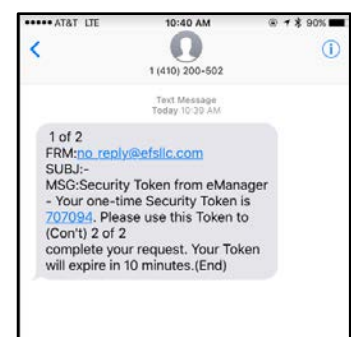 AT&T LTE 10:40 AM 90%
1 (410) 200-502
Text Message
Today 10:39 AM
1 of 2
FRM:no_reply@efsllc.com
SUBJ:-
MSG:Security Token from eManager
- Your one-time Security Token is
707094. Please use this Token to
(Con't) 2 of 2
complete your request. Your Token
will expire in 10 minutes.(End)